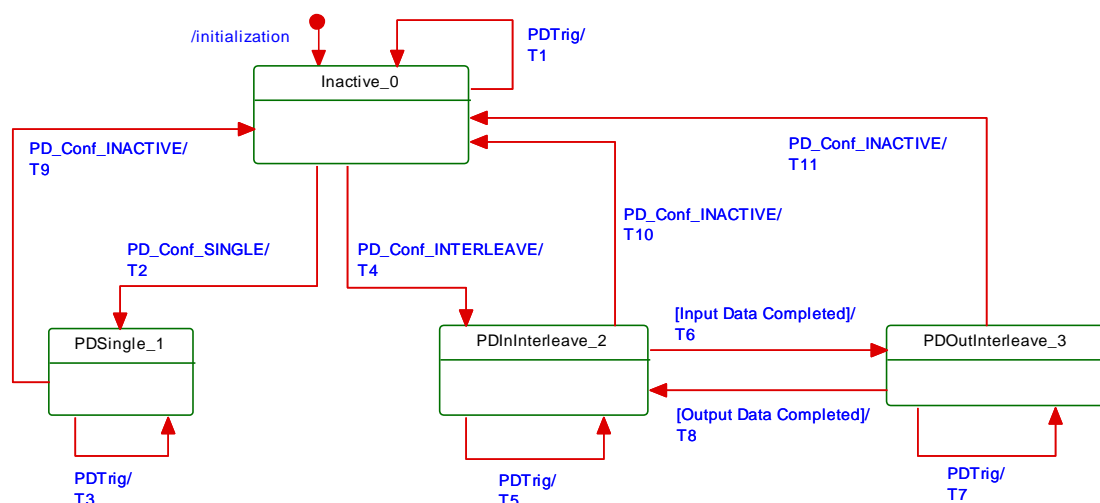 /initialization
PDTrig/
T1
Inactive_0
PD_Conf_INACTIVE/
T9
PD_Conf_INACTIVE/
T11
PD_Conf_INACTIVE/
T10
PD_Conf_SINGLE/
T2
PD_Conf_INTERLEAVE/
T4
[Input Data Completed]/
T6
PDSingle_1
PDInInterleave_2
PDOutInterleave_3
[Output Data Completed]/
T8
PDTrig/
T3
PDTrig/
T5
PDTrig/
T7